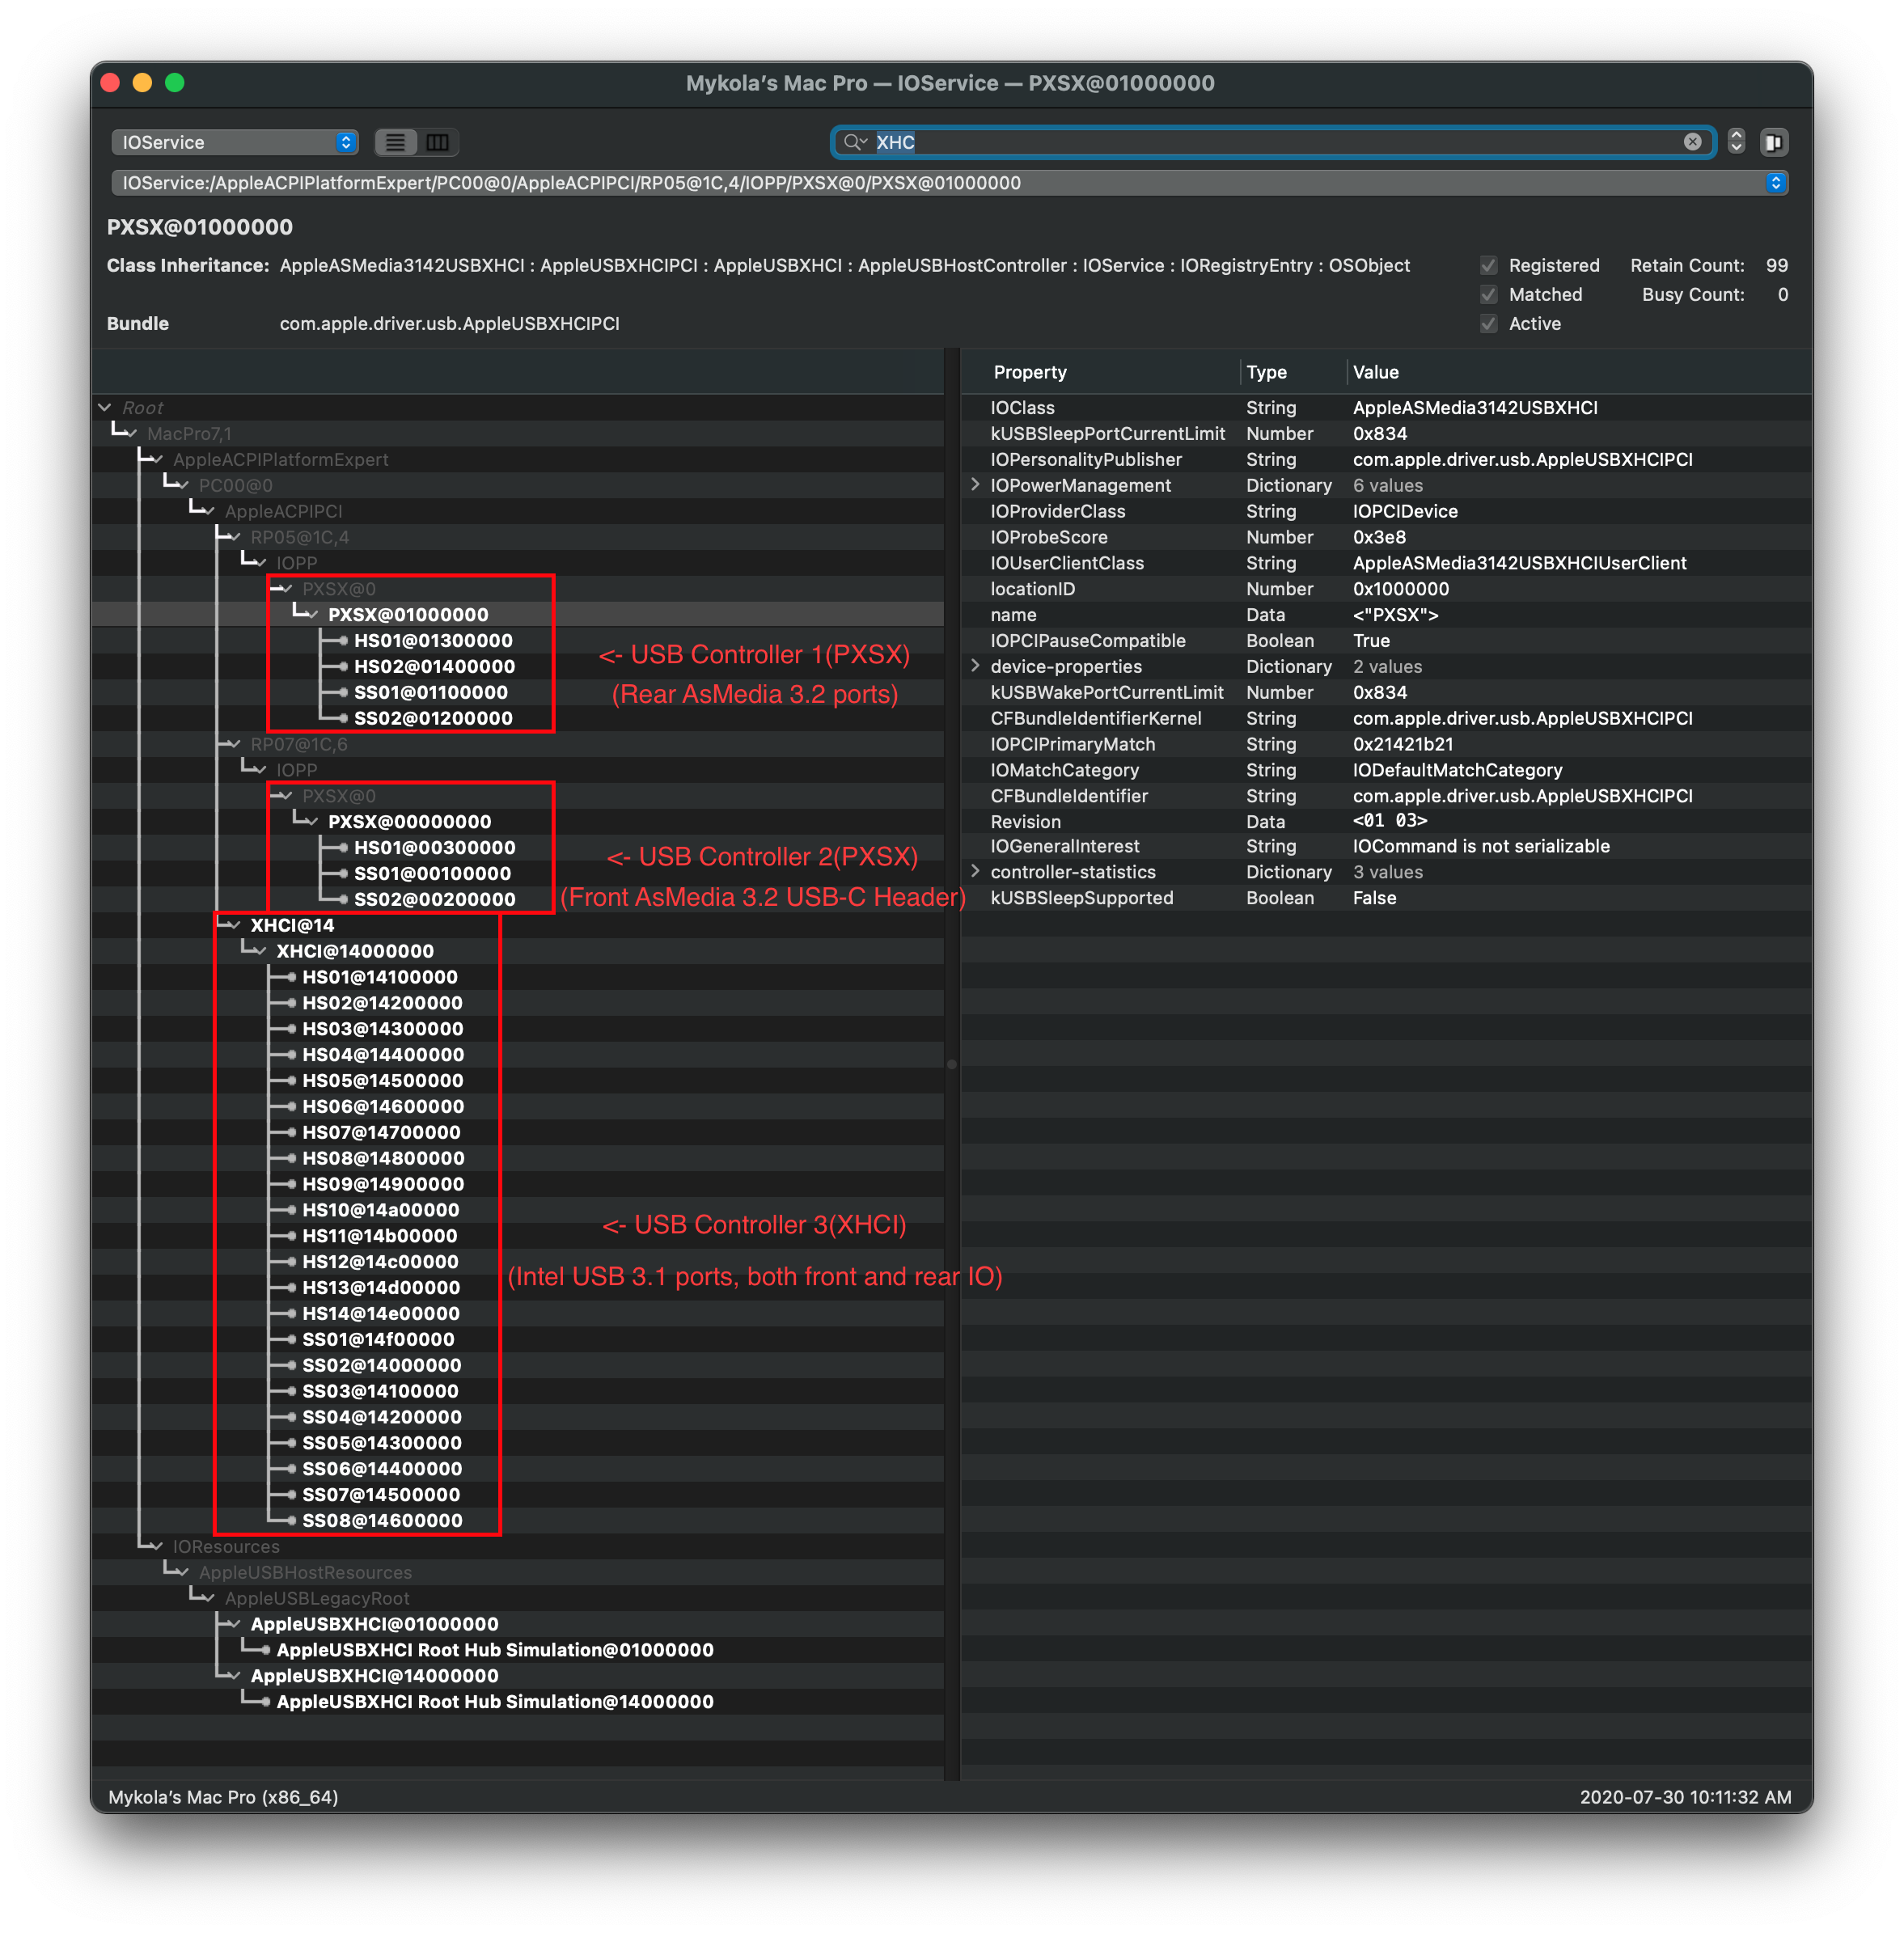 Mykola’s Mac Pro — IOService — PXSX@01000000
IOService
XHC
IOService:/AppleACPIPlatformExpert/PC00@0/AppleACPIPCI/RP05@1C,4/IOPP/PXSX@0/PXSX@01000000
PXSX@01000000
Class Inheritance: AppleASMedia3142USBXHCI : AppleUSBXHCIPCI : AppleUSBXHCI : AppleUSBHostController : IOService : IORegistryEntry : OSObject
Registered Retain Count: 99
Matched Busy Count: 0
Bundle com.apple.driver.usb.AppleUSBXHCIPCI
Active
Root
MacPro7,1
AppleACPIPlatformExpert
PC00@0
AppleACPIPCI
RP05@1C,4
IOPP
PXSX@0
PXSX@01000000
HS01@01300000
HS02@01400000
SS01@01100000
SS02@01200000
<- USB Controller 1(PXSX)
(Rear AsMedia 3.2 ports)
RP07@1C,6
IOPP
PXSX@0
PXSX@00000000
HS01@00300000
SS01@00100000
SS02@00200000
<- USB Controller 2(PXSX)
(Front AsMedia 3.2 USB-C Header)
XHCI@14
XHCI@14000000
HS01@14100000
HS02@14200000
HS03@14300000
HS04@14400000
HS05@14500000
HS06@14600000
HS07@14700000
HS08@14800000
HS09@14900000
HS10@14a00000
HS11@14b00000
HS12@14c00000
HS13@14d00000
HS14@14e00000
SS01@14f00000
SS02@14000000
SS03@14100000
SS04@14200000
SS05@14300000
SS06@14400000
SS07@14500000
SS08@14600000
<- USB Controller 3(XHCI)
(Intel USB 3.1 ports, both front and rear IO)
IOResources
AppleUSBHostResources
AppleUSBLegacyRoot
AppleUSBXHCI@01000000
AppleUSBXHCI Root Hub Simulation@01000000
AppleUSBXHCI@14000000
AppleUSBXHCI Root Hub Simulation@14000000
Property Type Value
IOClass String AppleASMedia3142USBXHCI
kUSBSleepPortCurrentLimit Number 0x834
IOPersonalityPublisher String com.apple.driver.usb.AppleUSBXHCIPCI
IOPowerManagement Dictionary 6 values
IOProviderClass String IOPCIDevice
IOProbeScore Number 0x3e8
IOUserClientClass String AppleASMedia3142USBXHCIUserClient
locationID Number 0x1000000
name Data <"PXSX">
IOPCIPauseCompatible Boolean True
device-properties Dictionary 2 values
kUSBWakePortCurrentLimit Number 0x834
CFBundleIdentifierKernel String com.apple.driver.usb.AppleUSBXHCIPCI
IOPCIPrimaryMatch String 0x21421b21
IOMatchCategory String IODefaultMatchCategory
CFBundleIdentifier String com.apple.driver.usb.AppleUSBXHCIPCI
Revision Data <01 03>
IOGeneralInterest String IOCommand is not serializable
controller-statistics Dictionary 3 values
kUSBSleepSupported Boolean False
Mykola’s Mac Pro (x86_64)
2020-07-30 10:11:32 AM